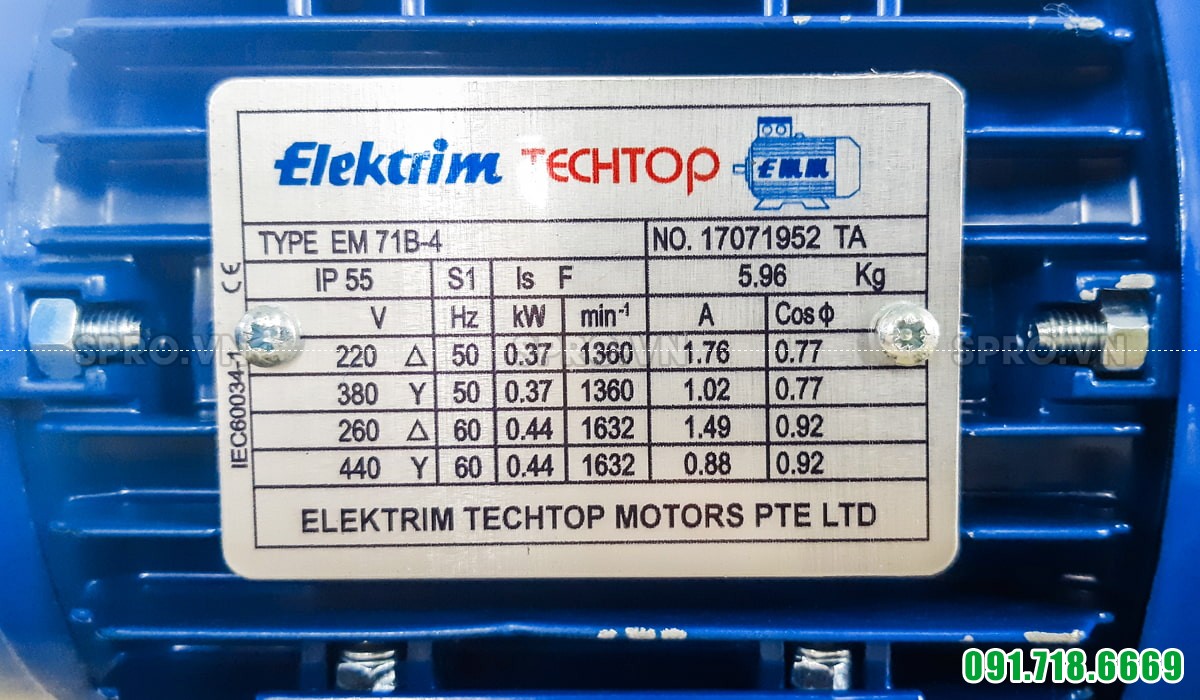 Elektrim TECHTOP EMM
TYPE EM 71B-4 NO. 17071952 TA
IP 55 S1 Is F 5.96 Kg
V Hz kW min-1 A Cos ϕ
220 Δ 50 0.37 1360 1.76 0.77
380 Y 50 0.37 1360 1.02 0.77
260 Δ 60 0.44 1632 1.49 0.92
440 Y 60 0.44 1632 0.88 0.92
ELEKTRIM TECHTOP MOTORS PTE LTD
CE
IEC60034-1
SPRO.VN SPRO.VN SPRO.VN
091.718.6669